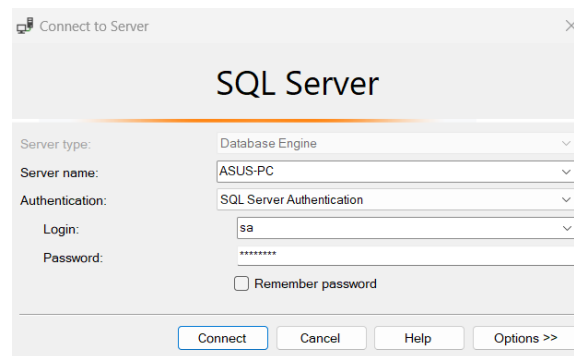 Connect to Server
SQL Server
Server type: Database Engine
Server name: ASUS-PC
Authentication: SQL Server Authentication
Login: sa
Password: ********
Remember password
Connect Cancel Help Options >>